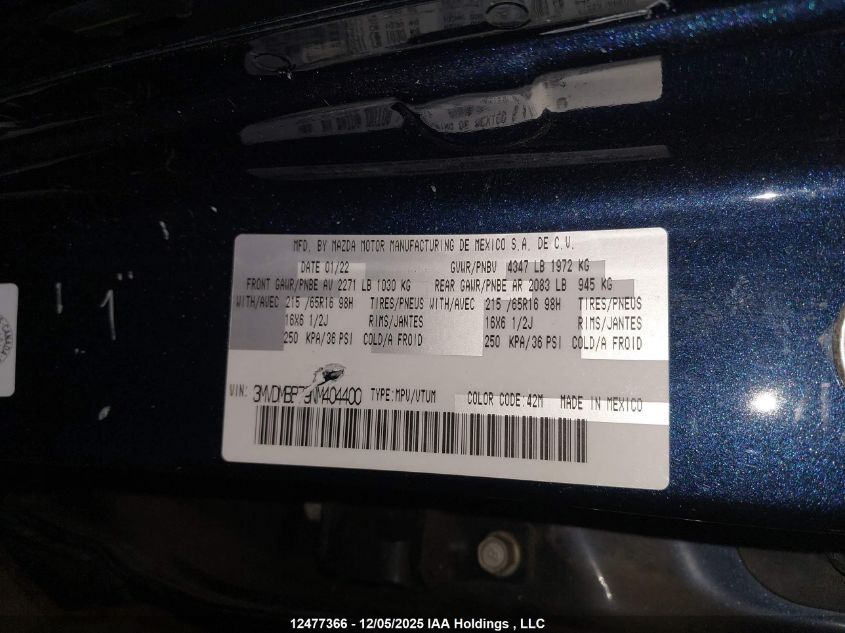 MFD. BY MAZDA MOTOR MANUFACTURING DE MEXICO S.A. DE C.V.
DATE 01/22 GVWR/PNBV 4347 LB 1972 KG
FRONT GAWR/PNBE AV 2271 LB 1030 KG REAR GAWR/PNBE AR 2083 LB 945 KG
WITH/AVEC 215 /65R16 98H TIRES/PNEUS WITH/AVEC 215 /65R16 98H TIRES/PNEUS
16X6 1/2J RIMS/JANTES 16X6 1/2J RIMS/JANTES
250 KPA/36 PSI COLD/A FROID 250 KPA/36 PSI COLD/A FROID
VIN: TYPE:MPV/VTUM COLOR CODE:42M MADE IN MEXICO
12477366 - 12/05/2025 IAA Holdings , LLC